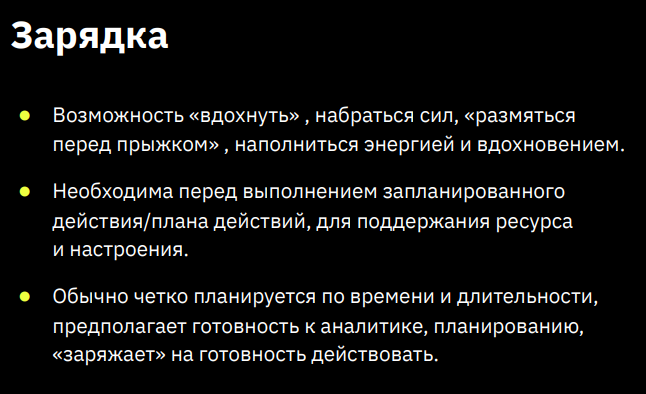 Зарядка
● Возможность «вдохнуть» , набраться сил, «размяться
перед прыжком» , наполниться энергией и вдохновением.
● Необходима перед выполнением запланированного
действия/плана действий, для поддержания ресурса
и настроения.
● Обычно четко планируется по времени и длительности,
предполагает готовность к аналитике, планированию,
«заряжает» на готовность действовать.